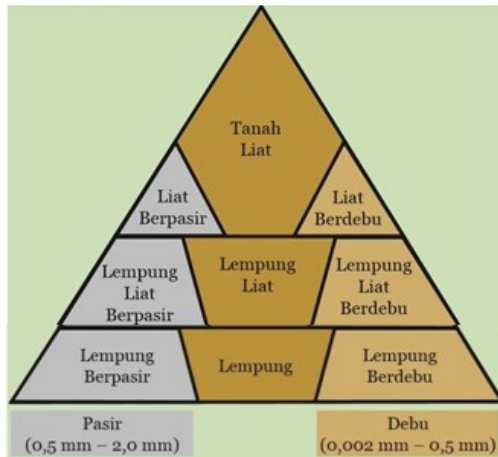 Tanah
Liat
Liat
Berpasir
Liat
Berdebu
Lempung
Liat
Berpasir
Lempung
Liat
Lempung
Liat
Berdebu
Lempung
Berpasir
Lempung
Lempung
Berdebu
Pasir
(0,5 mm – 2,0 mm)
Debu
(0,002 mm – 0,5 mm)